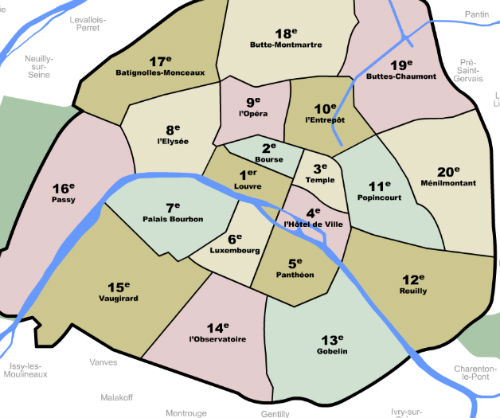 Levallois-
Perret
Pantin
Neuilly-
sur-
Seine
Pré-
Saint-
Gervais
18e
Butte-Montmartre
17e
Batignolles-Monceaux
19e
Buttes-Chaumont
9e
l'Opéra
10e
l'Entrepôt
8e
l'Elysée
2e
Bourse
3e
Temple
20e
Ménilmontant
1er
Louvre
11e
Popincourt
16e
Passy
7e
Palais Bourbon
4e
l'Hôtel de Ville
6e
Luxembourg
5e
Panthéon
12e
Reuilly
15e
Vaugirard
14e
l'Observatoire
13e
Gobelin
Issy-les-
Moulineaux
Vanves
Charenton-
le-Pont
Malakoff
Montrouge
Gentilly
Ivry-sur-